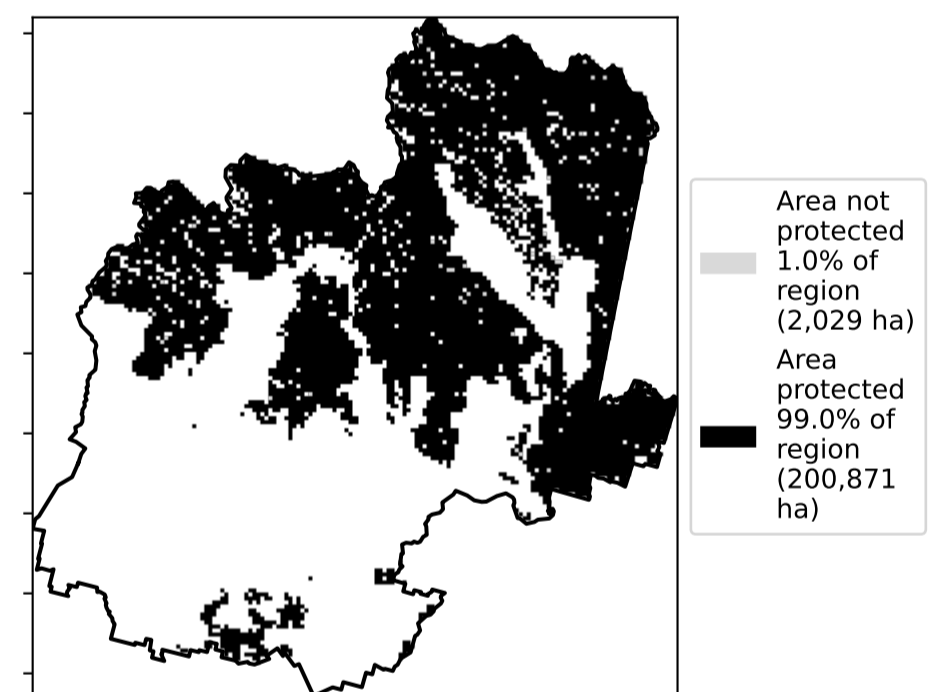 Area not
protected
1.0% of
region
(2,029 ha)
Area
protected
99.0% of
region
(200,871
ha)